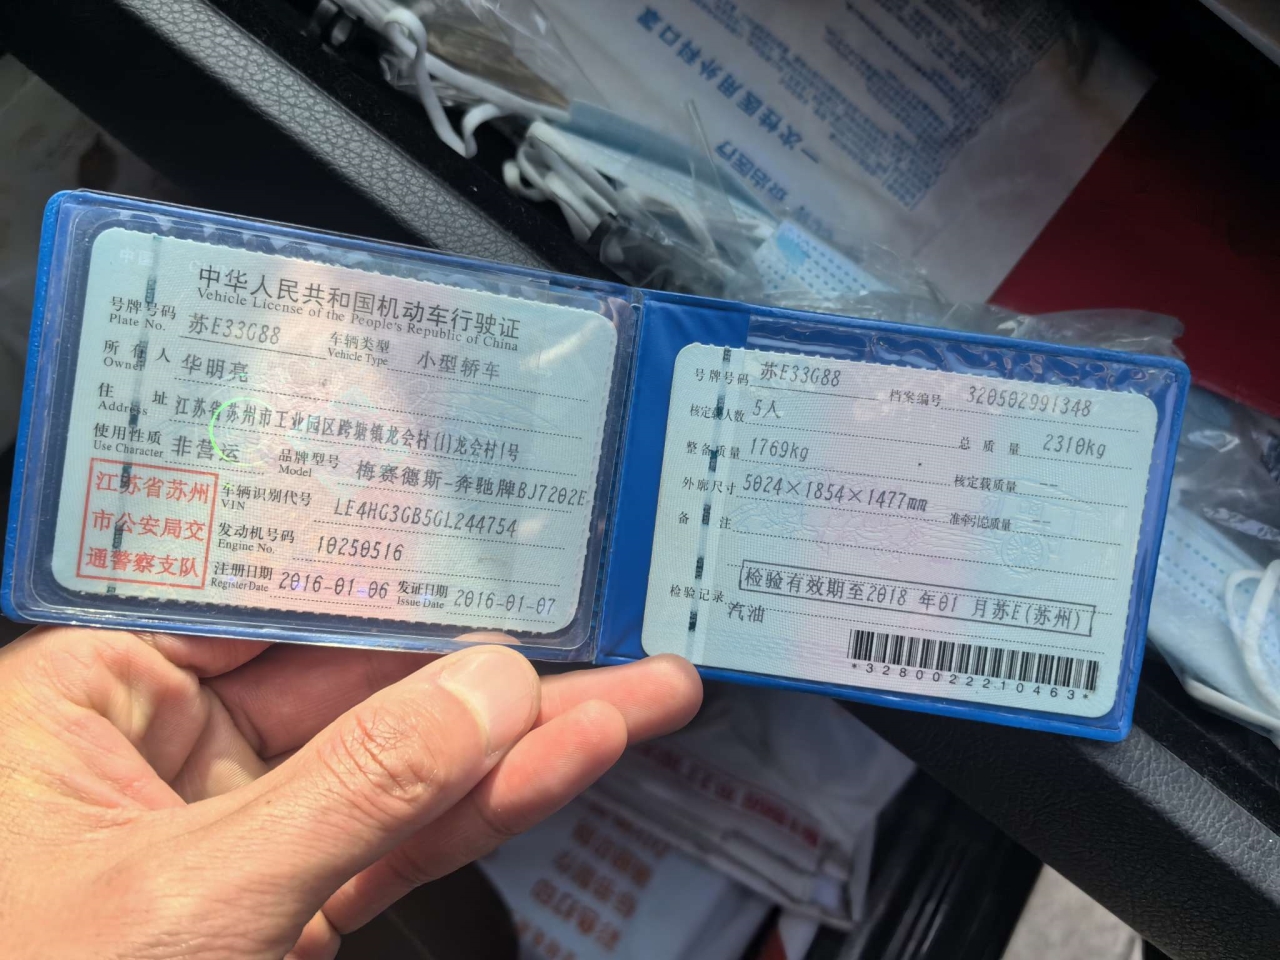 中华人民共和国机动车行驶证
Vehicle License of the People's Republic of China
号牌号码 苏E33G88 车辆类型 小型轿车
Plate No. Vehicle Type
所有人 华明亮
Owner
住址 江苏省苏州市工业园区跨塘镇龙会村(1)龙会村1号
Address
使用性质 非营运 品牌型号 梅赛德斯-奔驰牌BJ7202E
Use Character Model
江苏省苏州
市公安局交
通警察支队
车辆识别代号 LE4HG3GB5GL244754
VIN
发动机号码 10250516
Engine No.
注册日期 2016-01-06 发证日期 2016-01-07
Register Date Issue Date
号牌号码 苏E33G88 档案编号 320502991348
核定载人数 5人 总质量 2310kg
整备质量 1769kg 核定载质量 --
外廓尺寸 5024×1854×1477mm 准牵引总质量 --
备注
检验有效期至2018 年01 月苏E(苏州)
检验记录 汽油
*3280022210463*
一次性医用外科口罩